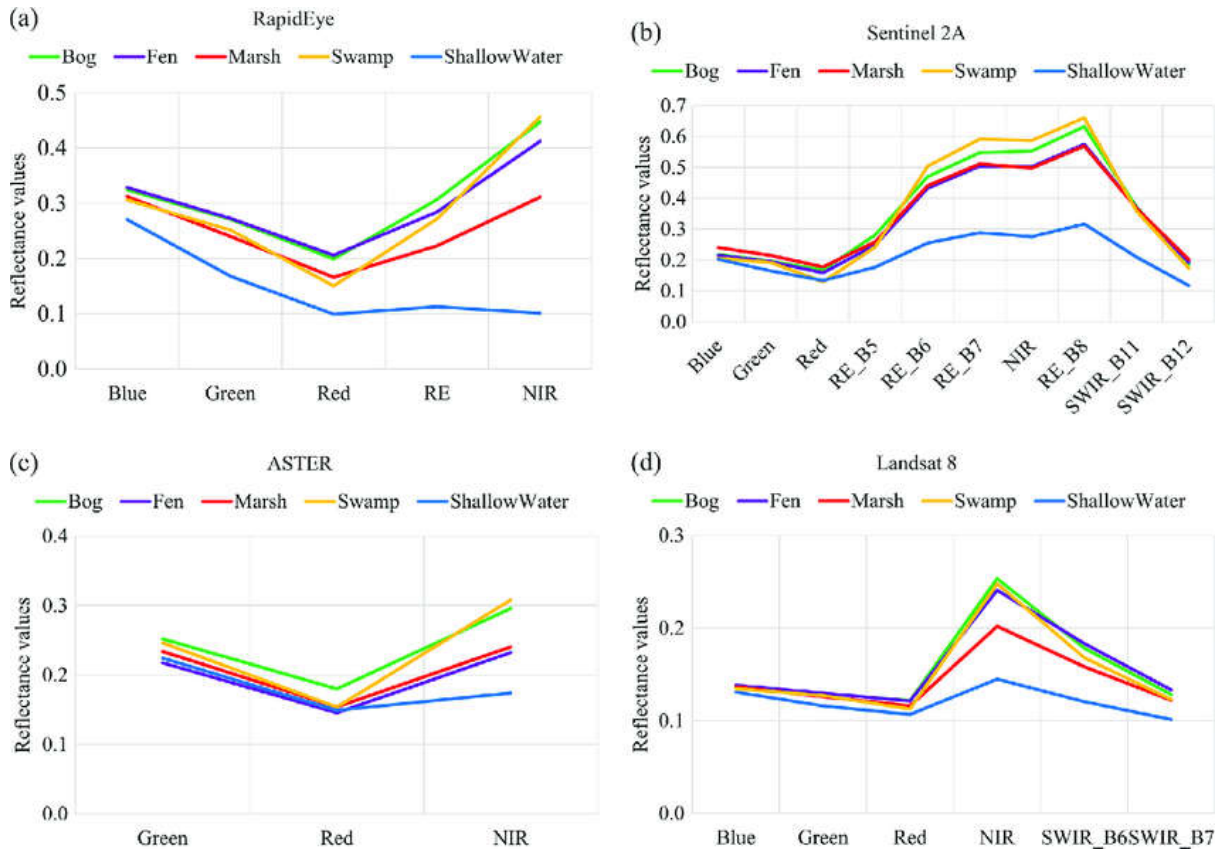 (a)
RapidEye
Bog Fen Marsh Swamp ShallowWater
Reflectance values
0.5
0.4
0.3
0.2
0.1
0.0
Blue Green Red RE NIR
(b)
Sentinel 2A
Bog Fen Marsh Swamp ShallowWater
Reflectance values
0.7
0.6
0.5
0.4
0.3
0.2
0.1
0.0
Blue Green Red RE_B5 RE_B6 RE_B7 NIR RE_B8 SWIR_B11 SWIR_B12
(c)
ASTER
Bog Fen Marsh Swamp ShallowWater
Reflectance values
0.4
0.3
0.2
0.1
0.0
Green Red NIR
(d)
Landsat 8
Bog Fen Marsh Swamp ShallowWater
Reflectance values
0.3
0.2
0.1
0.0
Blue Green Red NIR SWIR_B6SWIR_B7